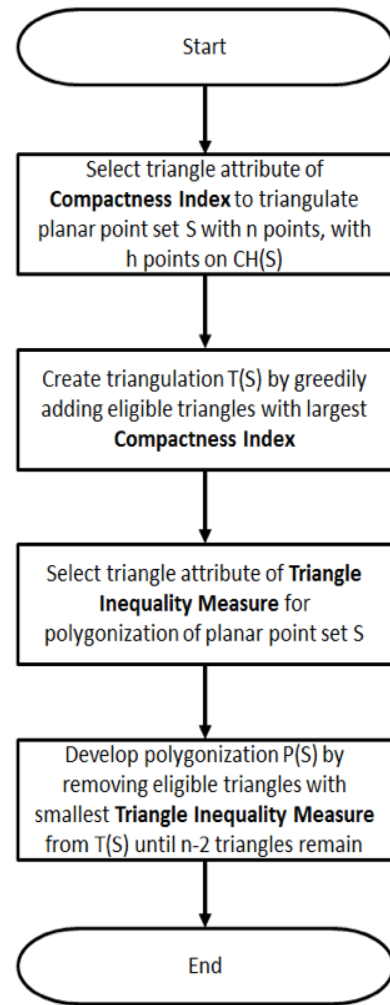 Start
Select triangle attribute of
Compactness Index to triangulate
planar point set S with n points, with
h points on CH(S)
Create triangulation T(S) by greedily
adding eligible triangles with largest
Compactness Index
Select triangle attribute of Triangle
Inequality Measure for
polygonization of planar point set S
Develop polygonization P(S) by
removing eligible triangles with
smallest Triangle Inequality Measure
from T(S) until n-2 triangles remain
End